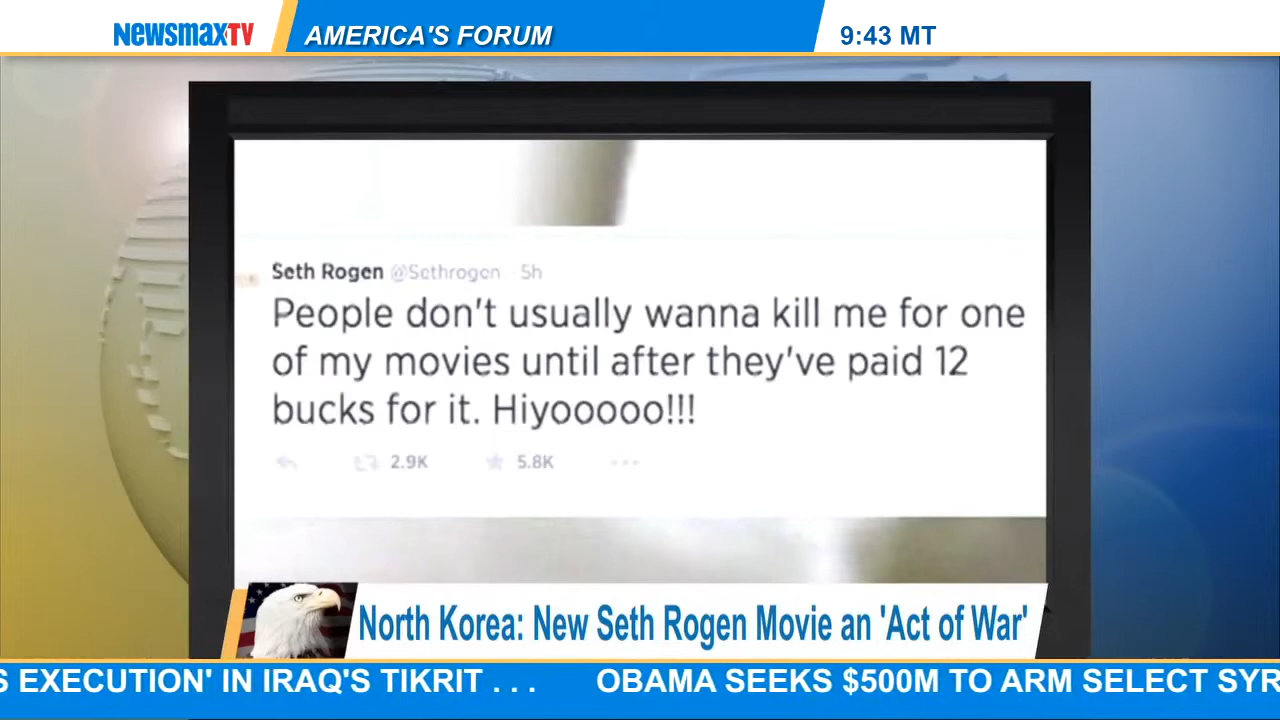 NEWSMAXTV
AMERICA'S FORUM
9:43 MT
Seth Rogen @Sethrogen · 5h
People don't usually wanna kill me for one
of my movies until after they've paid 12
bucks for it. Hiyooooo!!!
2.9K 5.8K
North Korea: New Seth Rogen Movie an 'Act of War'
S EXECUTION' IN IRAQ'S TIKRIT . . . OBAMA SEEKS $500M TO ARM SELECT SYR